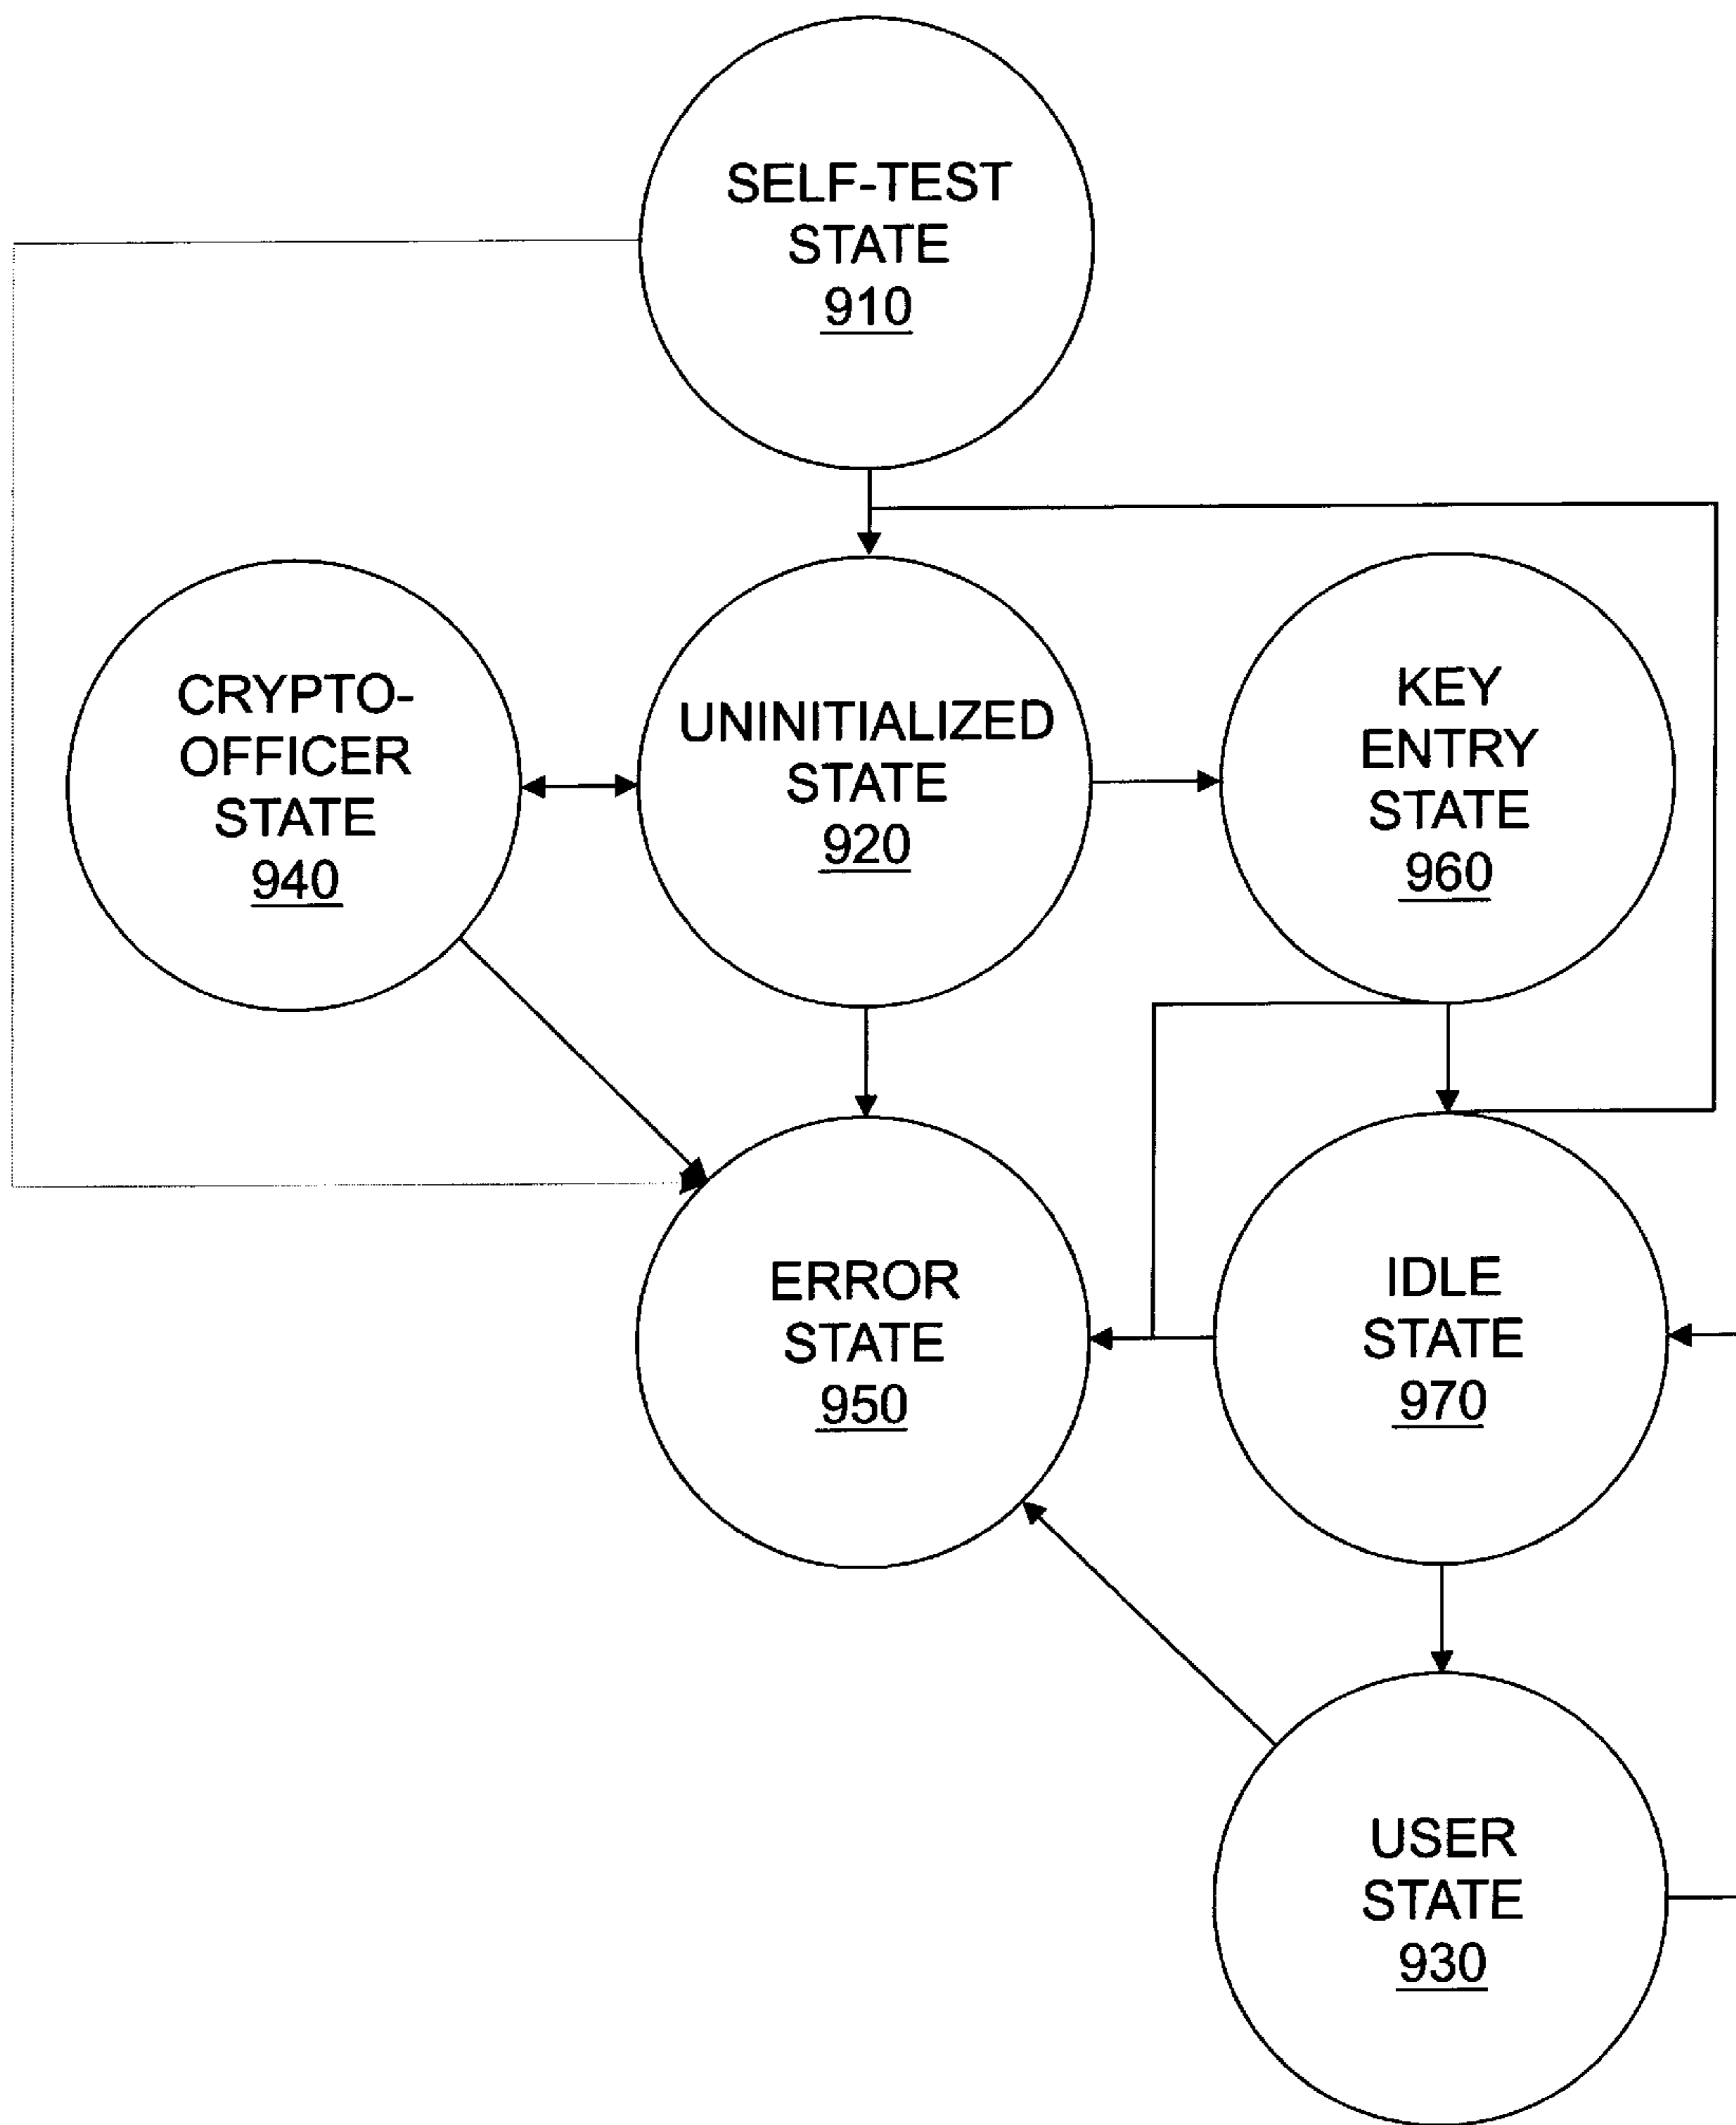 SELF-TEST
STATE
910
CRYPTO-
OFFICER
STATE
940
UNINITIALIZED
STATE
920
KEY
ENTRY
STATE
960
ERROR
STATE
950
IDLE
STATE
970
USER
STATE
930